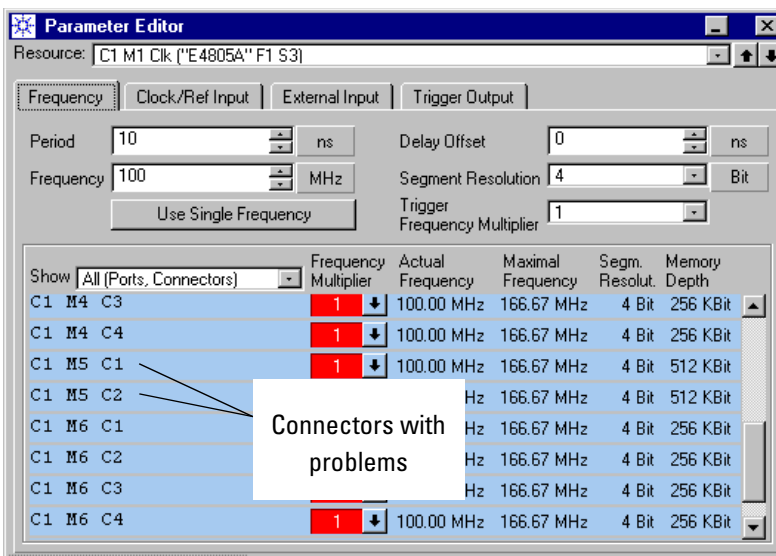 Parameter Editor
Resource: C1 M1 Clk ("E4805A" F1 S3)
Frequency Clock/Ref Input External Input Trigger Output
Period 10 ns Delay Offset 0 ns
Frequency 100 MHz Segment Resolution 4 Bit
Use Single Frequency Trigger Frequency Multiplier 1
Show All (Ports, Connectors) Frequency Multiplier Actual Frequency Maximal Frequency Segm. Resolut. Memory Depth
C1 M4 C3 1 100.00 MHz 166.67 MHz 4 Bit 256 KBit
C1 M4 C4 1 100.00 MHz 166.67 MHz 4 Bit 256 KBit
C1 M5 C1 1 100.00 MHz 166.67 MHz 4 Bit 512 KBit
C1 M5 C2 Hz 166.67 MHz 4 Bit 512 KBit
C1 M6 C1 Hz 166.67 MHz 4 Bit 256 KBit
C1 M6 C2 Hz 166.67 MHz 4 Bit 256 KBit
C1 M6 C3 Hz 166.67 MHz 4 Bit 256 KBit
C1 M6 C4 1 100.00 MHz 166.67 MHz 4 Bit 256 KBit
Connectors with
problems